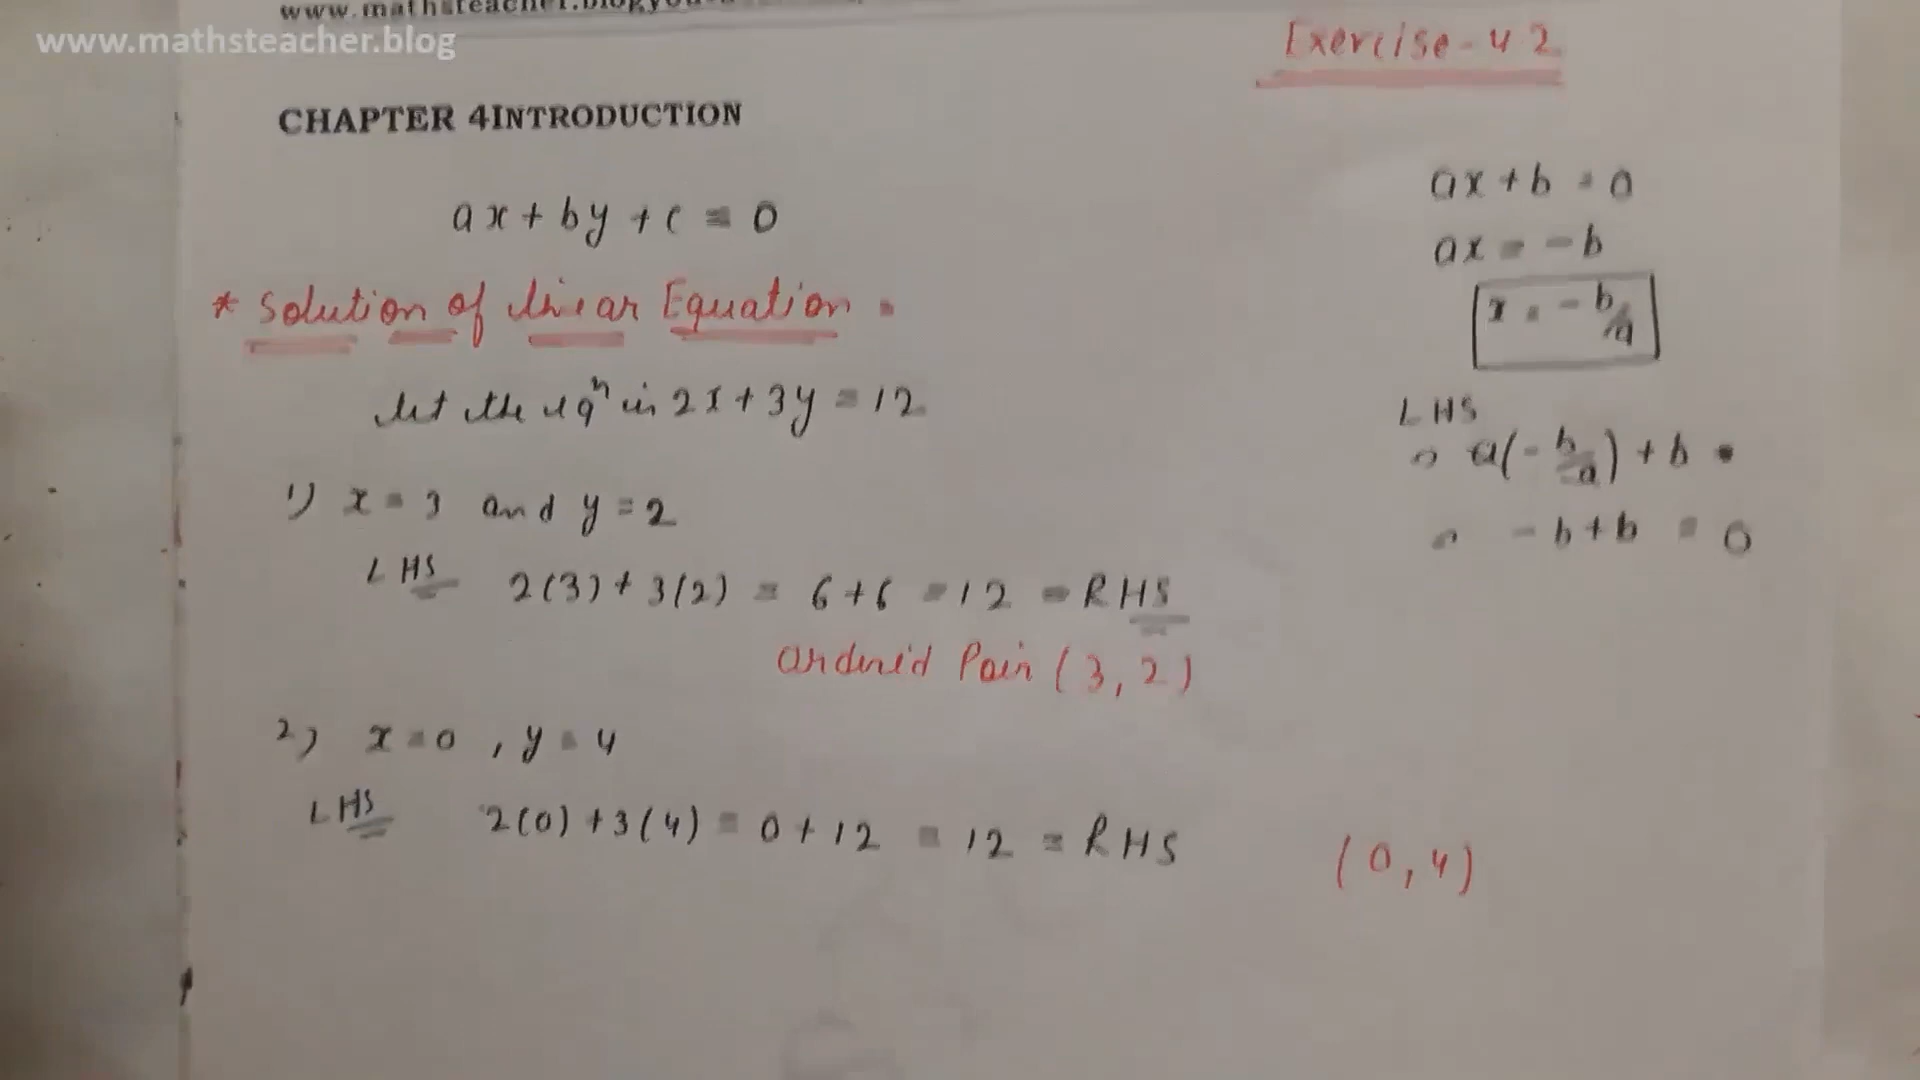 www.mathsteacher.blog
Exercise-4 2
CHAPTER 4INTRODUCTION
ax + by + c = 0
* Solution of linear Equation =
let the eqⁿ is 2x + 3y = 12
1) x = 3 and y = 2
LHS 2(3) + 3(2) = 6 + 6 = 12 = RHS
ordered Pair (3, 2)
2) x = 0 , y = 4
LHS 2(0) + 3(4) = 0 + 12 = 12 = RHS
(0, 4)
ax + b = 0
ax = -b
x = -b/a
LHS
= a(-b/a) + b =
= -b + b = 0